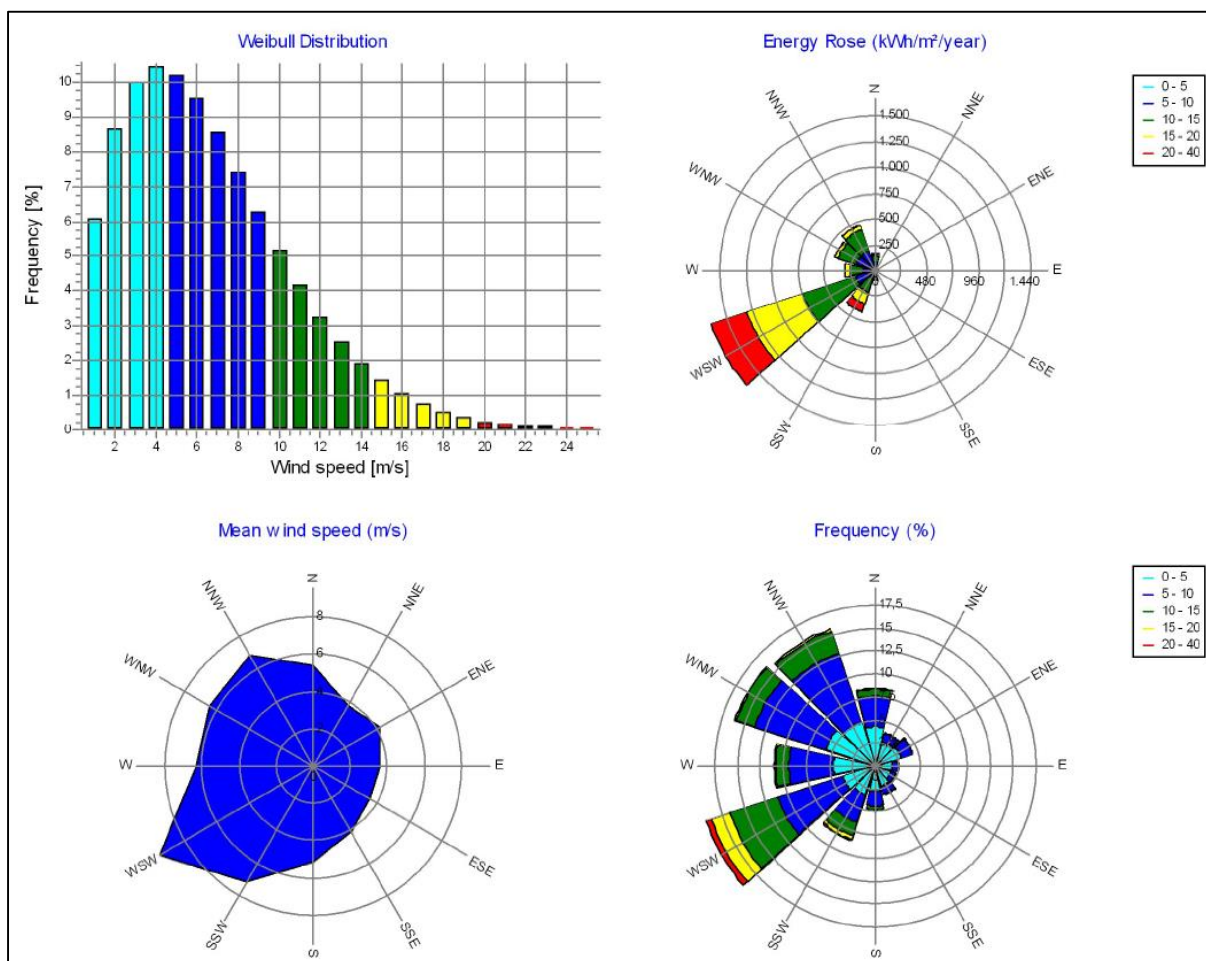 Weibull Distribution
Frequency [%]
10
9
8
7
6
5
4
3
2
1
0
2
4
6
8
10
12
14
16
18
20
22
24
Wind speed [m/s]
Energy Rose (kWh/m²/year)
N
NNE
ENE
E
ESE
SSE
S
SSW
WSW
W
WNW
NNW
1.500
1.250
1.000
750
500
250
0
480
960
1.440
0 - 5
5 - 10
10 - 15
15 - 20
20 - 40
Mean wind speed (m/s)
N
NNE
ENE
E
ESE
SSE
S
SSW
WSW
W
WNW
NNW
8
6
Frequency (%)
N
NNE
ENE
E
ESE
SSE
S
SSW
WSW
W
WNW
NNW
17,5
15
12,5
10
0 - 5
5 - 10
10 - 15
15 - 20
20 - 40